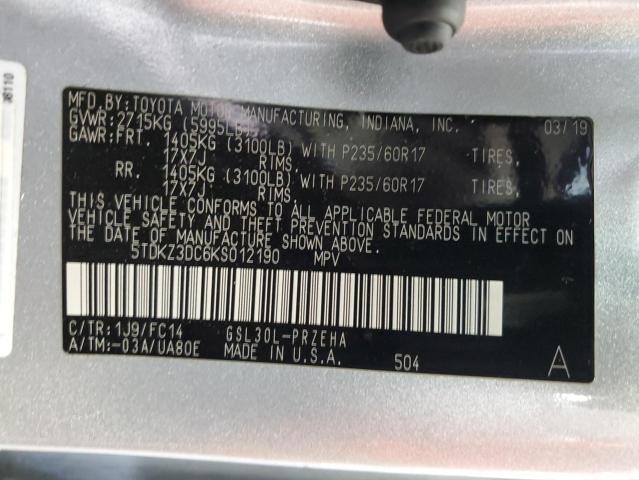 MFD. BY: TOYOTA MOTOR MANUFACTURING, INDIANA, INC. 03/19
GVWR: 2715KG (5995LB)
GAWR: FRT. 1405KG (3100LB) WITH P235/60R17 TIRES,
17X7J RIMS,
RR. 1405KG (3100LB) WITH P235/60R17 TIRES,
17X7J RIMS,
THIS VEHICLE CONFORMS TO ALL APPLICABLE FEDERAL MOTOR
VEHICLE SAFETY AND THEFT PREVENTION STANDARDS IN EFFECT ON
THE DATE OF MANUFACTURE SHOWN ABOVE.
5TDKZ3DC6KS012190 MPV
C/TR: 1J9/FC14 GSL30L-PRZEHA
A/TM: -03A/UA80E MADE IN U.S.A. 504 A